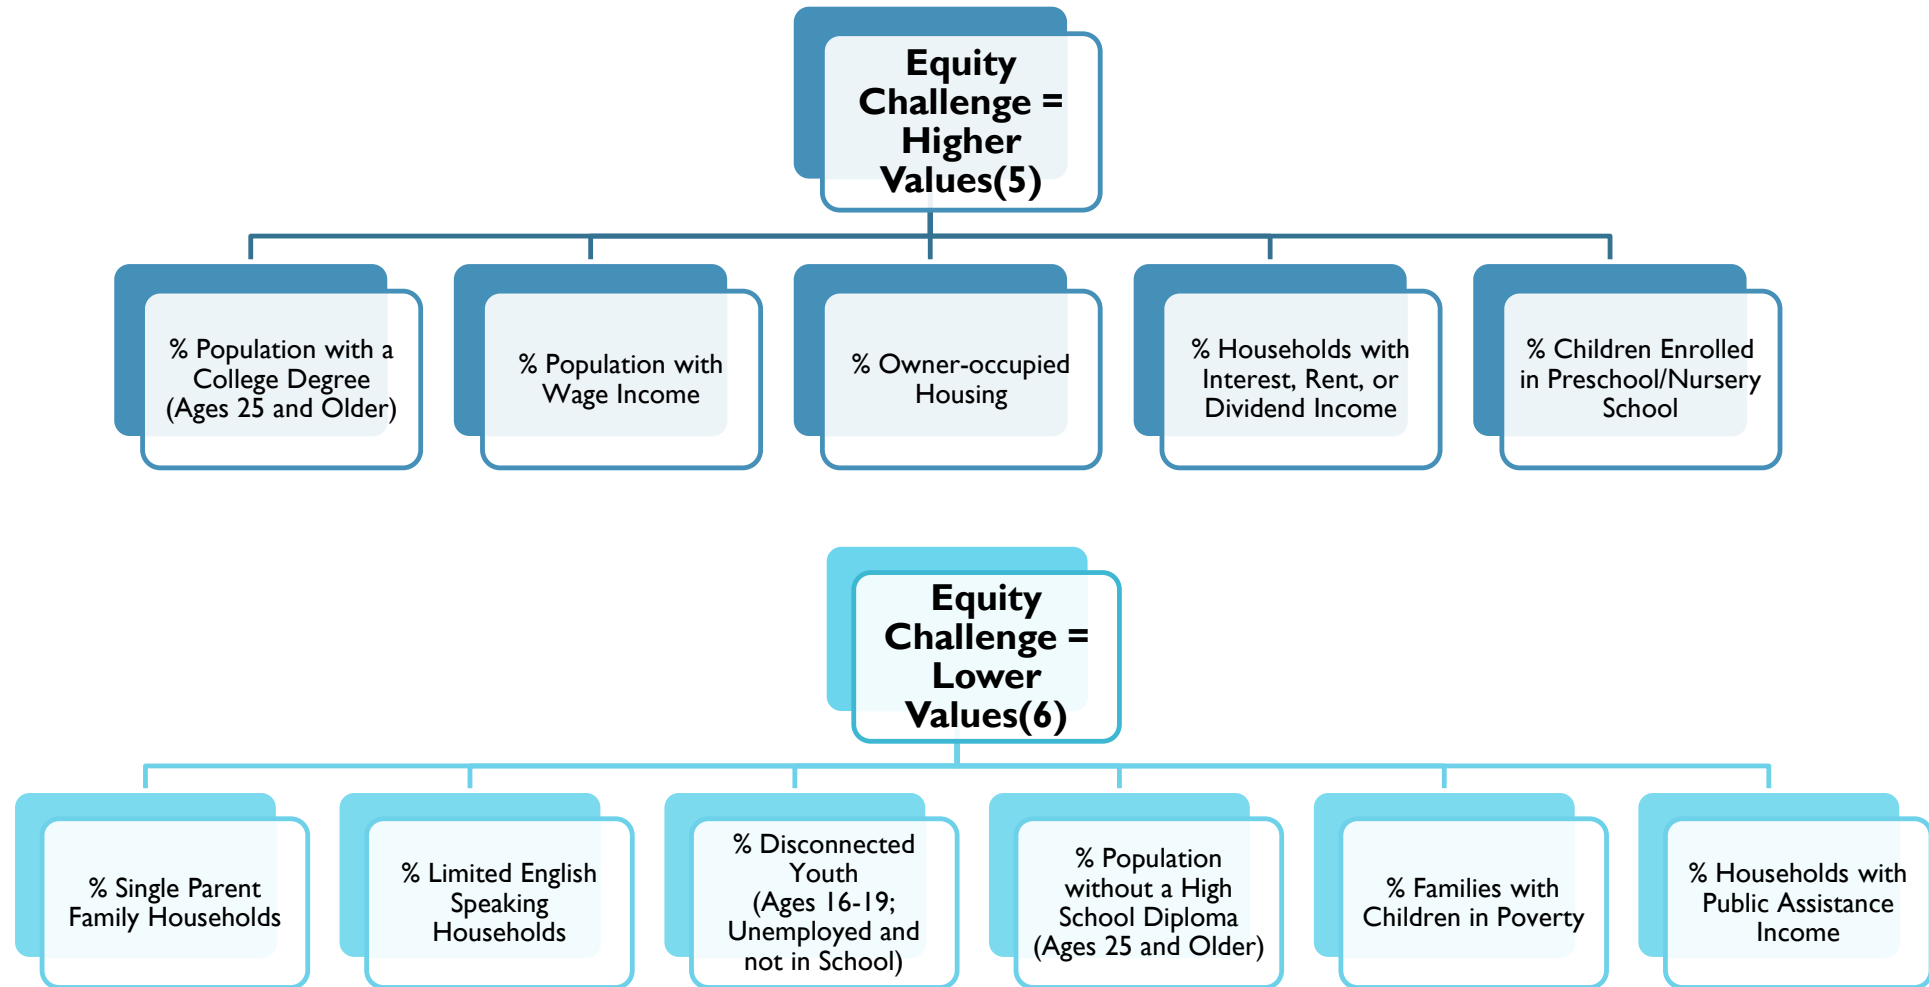 Equity
Challenge =
Higher
Values(5)
% Population with a
College Degree
(Ages 25 and Older)
% Population with
Wage Income
% Owner-occupied
Housing
% Households with
Interest, Rent, or
Dividend Income
% Children Enrolled
in Preschool/Nursery
School
Equity
Challenge =
Lower
Values(6)
% Single Parent
Family Households
% Limited English
Speaking
Households
% Disconnected
Youth
(Ages 16-19;
Unemployed and
not in School)
% Population
without a High
School Diploma
(Ages 25 and Older)
% Families with
Children in Poverty
% Households with
Public Assistance
Income